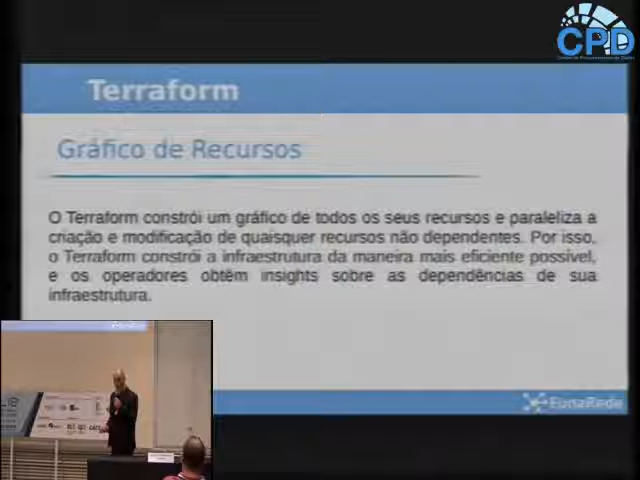 CPD
Terraform
Gráfico de Recursos
O Terraform constrói um gráfico de todos os seus recursos e paraleliza a
criação e modificação de quaisquer recursos não dependentes. Por isso,
o Terraform constrói a infraestrutura da maneira mais eficiente possível,
e os operadores obtêm insights sobre as dependências de sua
infraestrutura.